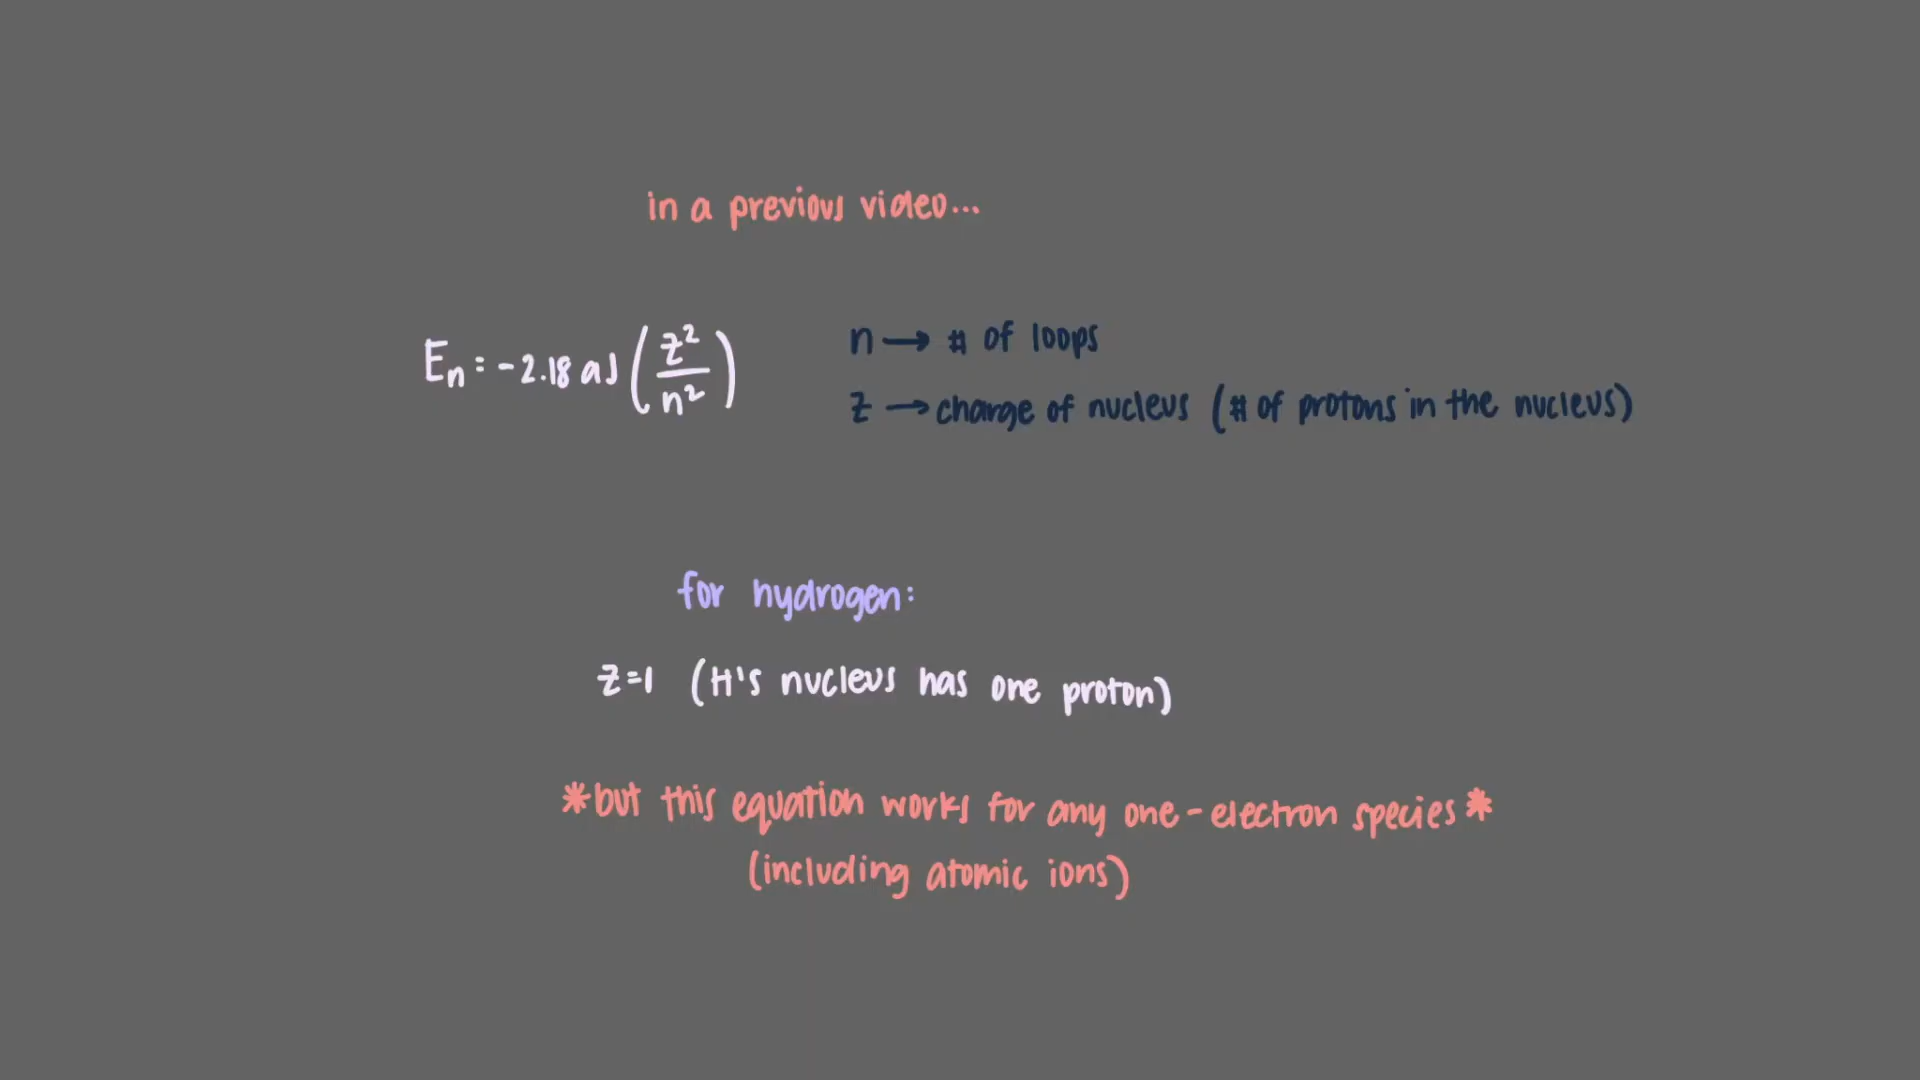 in a previous video...
Eₙ: -2.18 aJ (z²/n²)
n → # of loops
z → charge of nucleus (# of protons in the nucleus)
for hydrogen:
z=1 (H's nucleus has one proton)
*but this equation works for any one-electron species*
(including atomic ions)